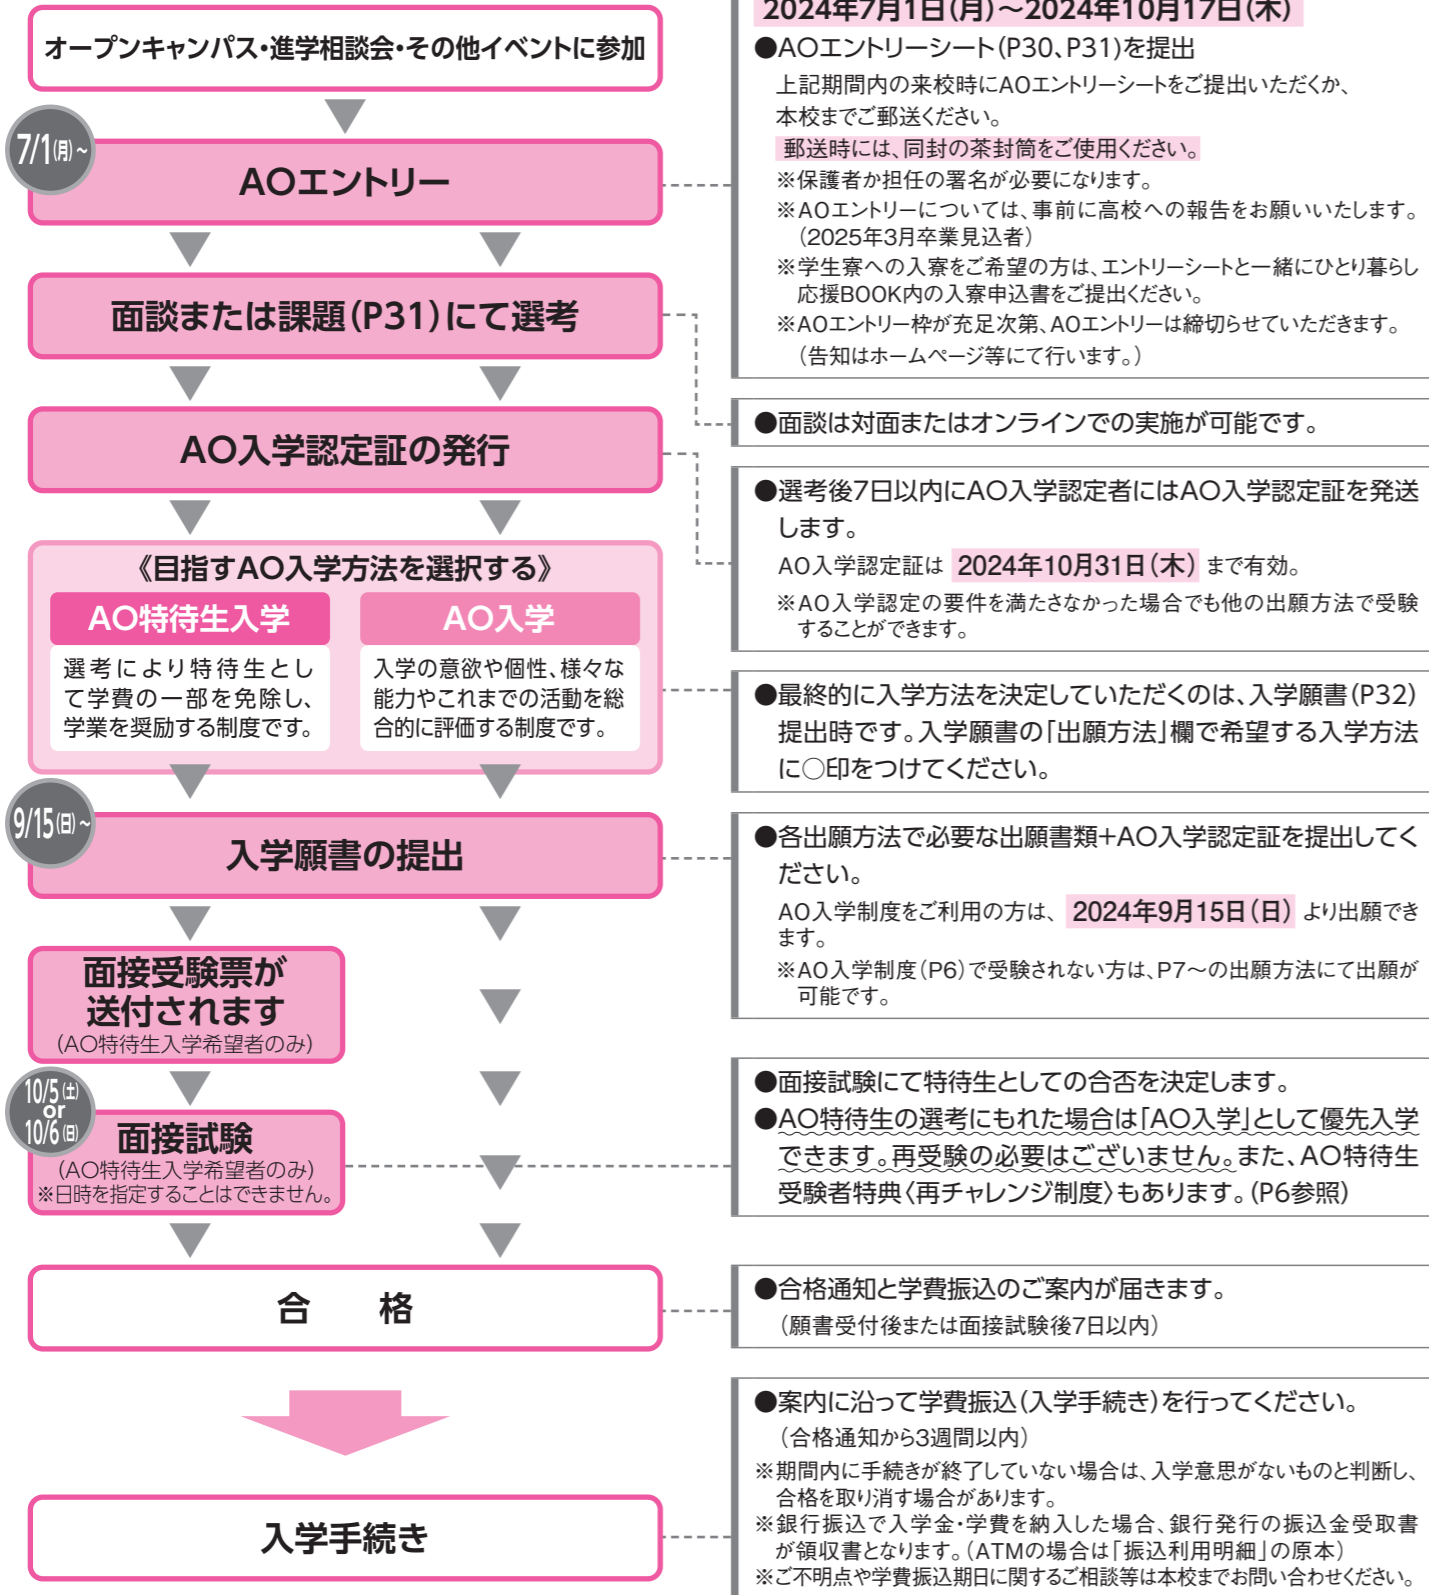 オープンキャンパス・進学相談会・その他イベントに参加
7/1(月)～
AOエントリー
面談または課題(P31)にて選考
AO入学認定証の発行
《目指すAO入学方法を選択する》
AO特待生入学
選考により特待生とし
て学費の一部を免除し、
学業を奨励する制度です。
AO入学
入学の意欲や個性、様々な
能力やこれまでの活動を総
合的に評価する制度です。
9/15(日)～
入学願書の提出
面接受験票が
送付されます
(AO特待生入学希望者のみ)
10/5(土)
or
10/6(日)
面接試験
(AO特待生入学希望者のみ)
※日時を指定することはできません。
合　格
入学手続き
2024年7月1日(月)～2024年10月17日(木)
●AOエントリーシート(P30、P31)を提出
上記期間内の来校時にAOエントリーシートをご提出いただくか、
本校までご郵送ください。
郵送時には、同封の茶封筒をご使用ください。
※保護者か担任の署名が必要になります。
※AOエントリーについては、事前に高校への報告をお願いいたします。
(2025年3月卒業見込者)
※学生寮への入寮をご希望の方は、エントリーシートと一緒にひとり暮らし
応援BOOK内の入寮申込書をご提出ください。
※AOエントリー枠が充足次第、AOエントリーは締切らせていただきます。
(告知はホームページ等にて行います。)
●面談は対面またはオンラインでの実施が可能です。
●選考後7日以内にAO入学認定者にはAO入学認定証を発送
します。
AO入学認定証は 2024年10月31日(木) まで有効。
※AO入学認定の要件を満たさなかった場合でも他の出願方法で受験
することができます。
●最終的に入学方法を決定していただくのは、入学願書(P32)
提出時です。入学願書の「出願方法」欄で希望する入学方法
に○印をつけてください。
●各出願方法で必要な出願書類+AO入学認定証を提出してく
ださい。
AO入学制度をご利用の方は、 2024年9月15日(日) より出願でき
ます。
※AO入学制度(P6)で受験されない方は、P7～の出願方法にて出願が
可能です。
●面接試験にて特待生としての合否を決定します。
●AO特待生の選考にもれた場合は「AO入学」として優先入学
できます。再受験の必要はございません。また、AO特待生
受験者特典〈再チャレンジ制度〉もあります。(P6参照)
●合格通知と学費振込のご案内が届きます。
(願書受付後または面接試験後7日以内)
●案内に沿って学費振込(入学手続き)を行ってください。
(合格通知から3週間以内)
※期間内に手続きが終了していない場合は、入学意思がないものと判断し、
合格を取り消す場合があります。
※銀行振込で入学金・学費を納入した場合、銀行発行の振込金受取書
が領収書となります。(ATMの場合は「振込利用明細」の原本)
※ご不明点や学費振込期日に関するご相談等は本校までお問い合わせください。